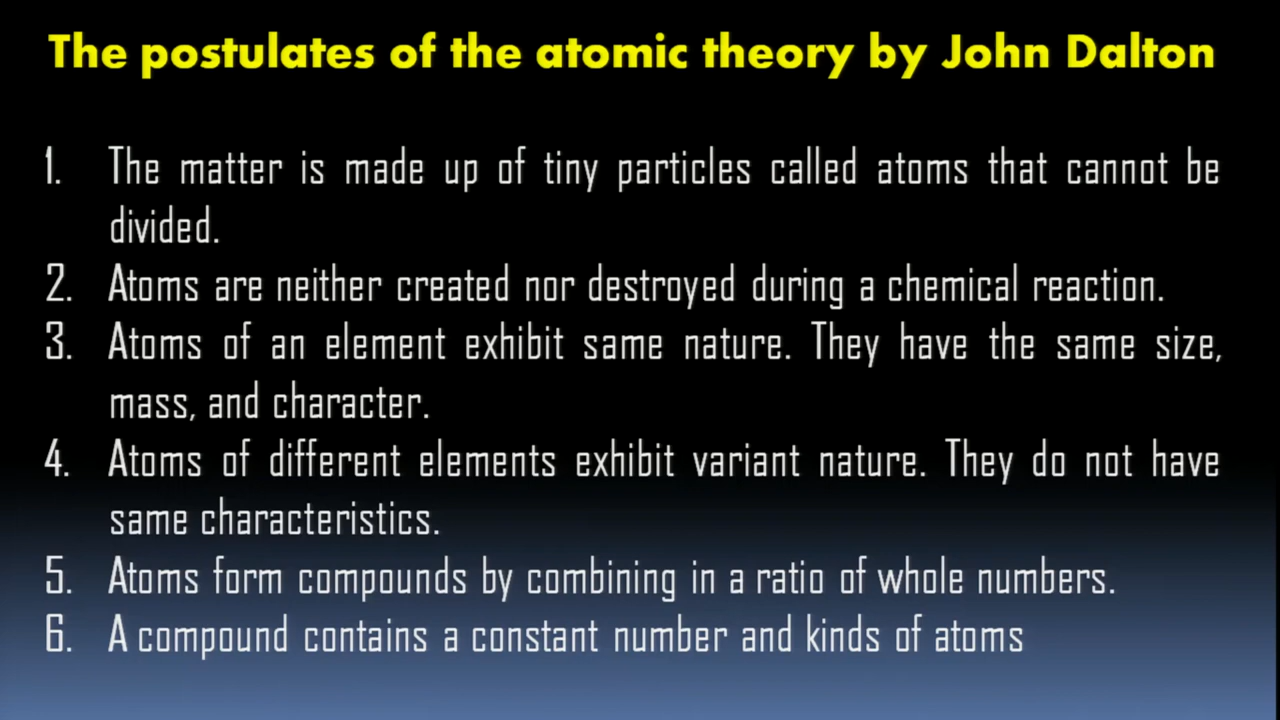 The postulates of the atomic theory by John Dalton
1. The matter is made up of tiny particles called atoms that cannot be
divided.
2. Atoms are neither created nor destroyed during a chemical reaction.
3. Atoms of an element exhibit same nature. They have the same size,
mass, and character.
4. Atoms of different elements exhibit variant nature. They do not have
same characteristics.
5. Atoms form compounds by combining in a ratio of whole numbers.
6. A compound contains a constant number and kinds of atoms